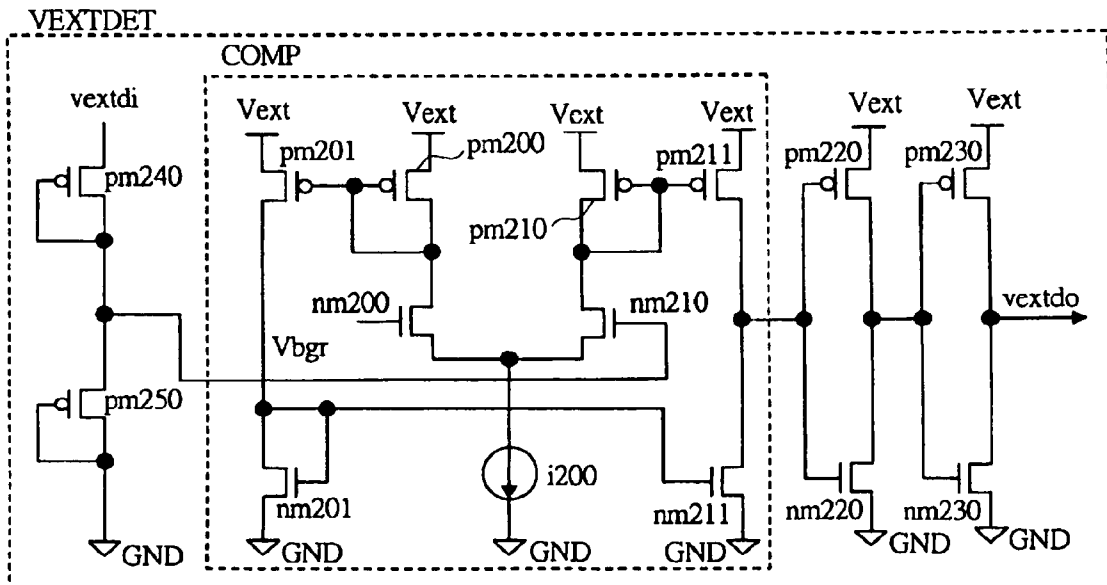 VEXTDET
COMP
vextdi
Vext
Vext
Vext
Vext
Vext
Vext
pm201
pm200
pm211
pm220
pm230
pm240
pm210
nm200
nm210
vextdo
Vbgr
pm250
i200
nm201
nm211
nm220
nm230
GND
GND
GND
GND
GND
GND